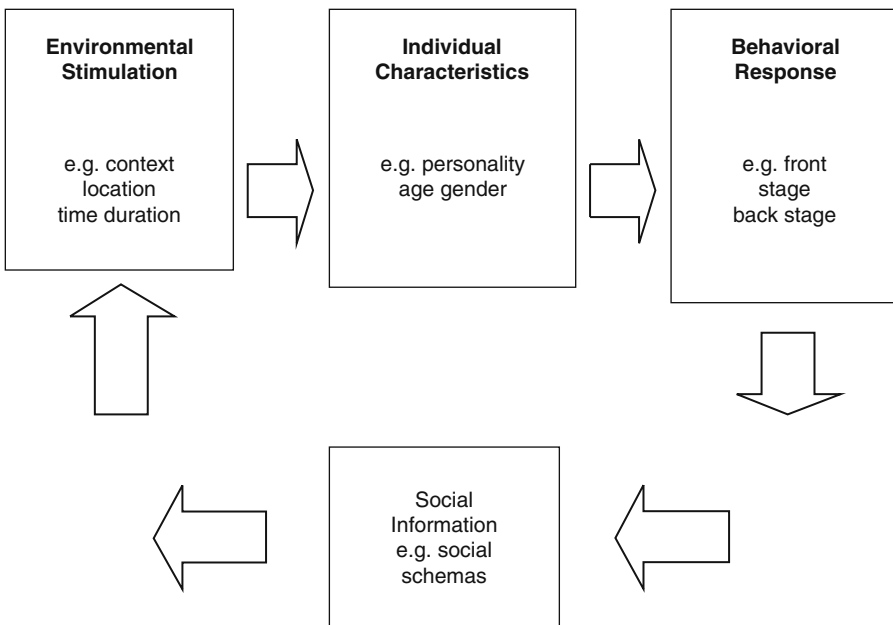 Environmental
Stimulation
e.g. context
location
time duration
Individual
Characteristics
e.g. personality
age gender
Behavioral
Response
e.g. front
stage
back stage
Social
Information
e.g. social
schemas